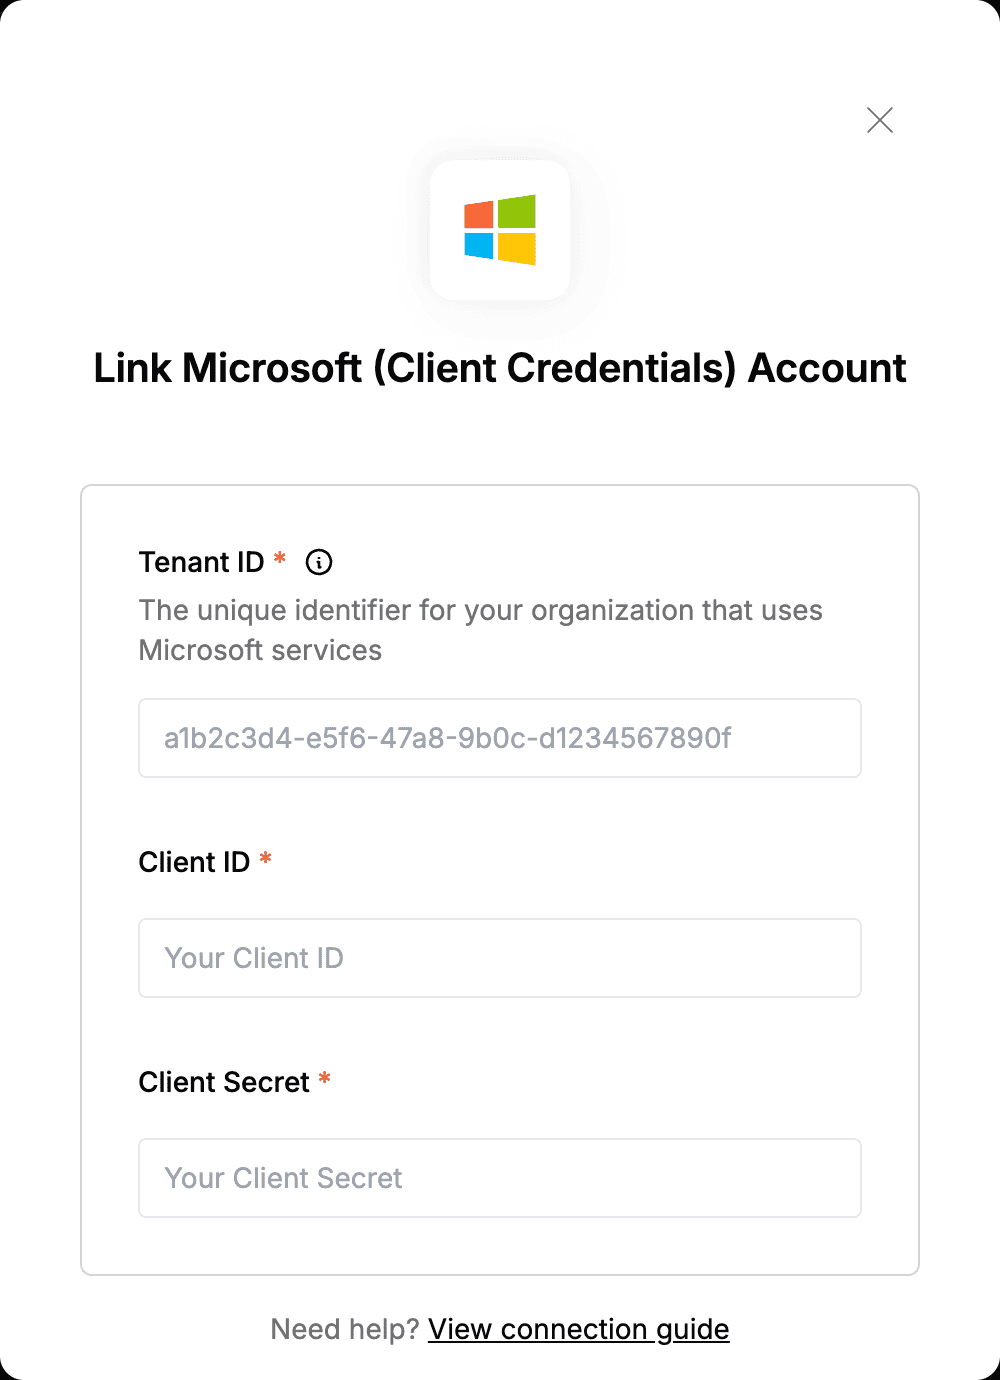 Link Microsoft (Client Credentials) Account
Tenant ID *
The unique identifier for your organization that uses
Microsoft services
a1b2c3d4-e5f6-47a8-9b0c-d1234567890f
Client ID *
Your Client ID
Client Secret *
Your Client Secret
Need help? View connection guide